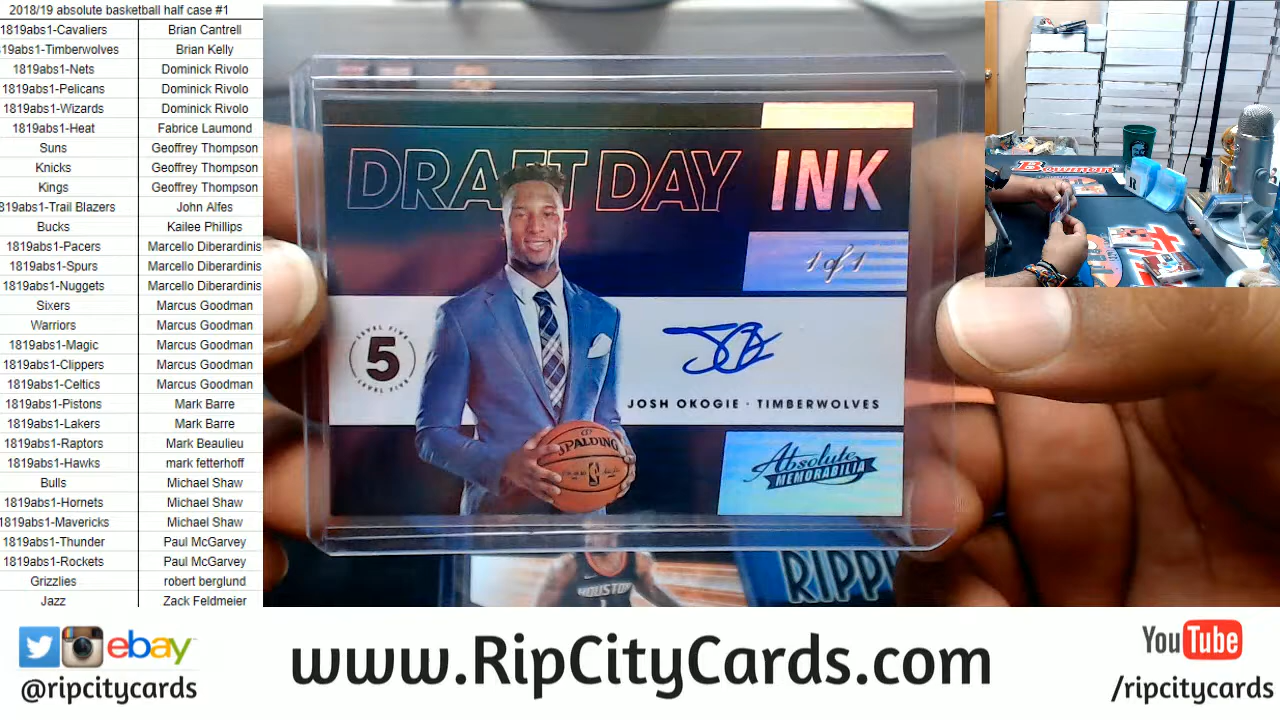 2018/19 absolute basketball half case #1
1819abs1-Cavaliers Brian Cantrell
19abs1-Timberwolves Brian Kelly
1819abs1-Nets Dominick Rivolo
1819abs1-Pelicans Dominick Rivolo
1819abs1-Wizards Dominick Rivolo
1819abs1-Heat Fabrice Laumond
Suns Geoffrey Thompson
Knicks Geoffrey Thompson
Kings Geoffrey Thompson
819abs1-Trail Blazers John Alfes
Bucks Kailee Phillips
1819abs1-Pacers Marcello Diberardinis
1819abs1-Spurs Marcello Diberardinis
1819abs1-Nuggets Marcello Diberardinis
Sixers Marcus Goodman
Warriors Marcus Goodman
1819abs1-Magic Marcus Goodman
1819abs1-Clippers Marcus Goodman
1819abs1-Celtics Marcus Goodman
1819abs1-Pistons Mark Barre
1819abs1-Lakers Mark Barre
1819abs1-Raptors Mark Beaulieu
1819abs1-Hawks mark fetterhoff
Bulls Michael Shaw
1819abs1-Hornets Michael Shaw
1819abs1-Mavericks Michael Shaw
1819abs1-Thunder Paul McGarvey
1819abs1-Rockets Paul McGarvey
Grizzlies robert berglund
Jazz Zack Feldmeier
DRAFT DAY INK
1 of 1
LEVEL FIVE
5
LEVEL FIVE
JOSH OKOGIE · TIMBERWOLVES
SPALDING
Absolute
MEMORABILIA
HOUSTON
RIPP
ebay
@ripcitycards
www.RipCityCards.com
YouTube
/ripcitycards